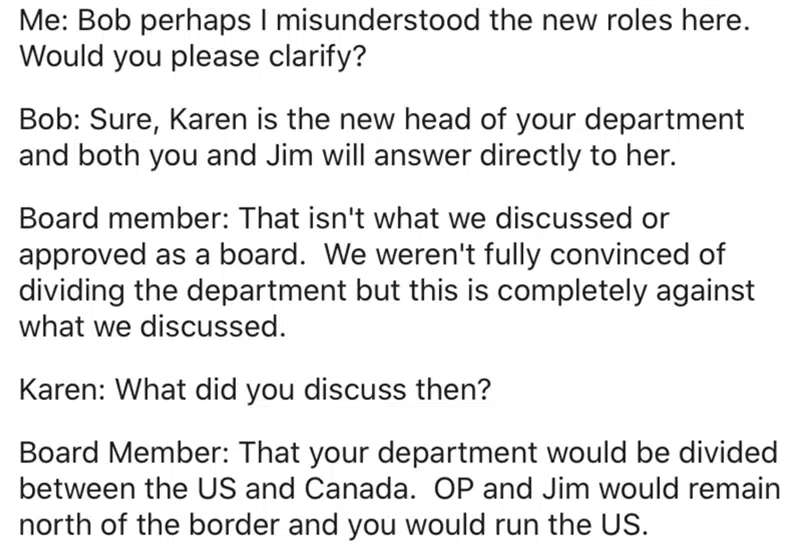 Me: Bob perhaps I misunderstood the new roles here.
Would you please clarify?
Bob: Sure, Karen is the new head of your department
and both you and Jim will answer directly to her.
Board member: That isn't what we discussed or
approved as a board.  We weren't fully convinced of
dividing the department but this is completely against
what we discussed.
Karen: What did you discuss then?
Board Member: That your department would be divided
between the US and Canada.  OP and Jim would remain
north of the border and you would run the US.